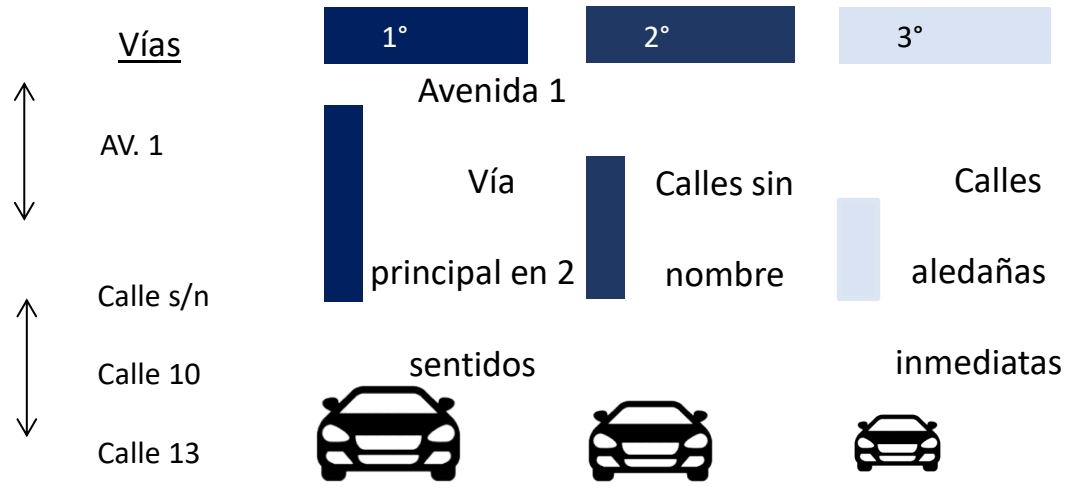 Vías
AV. 1
Calle s/n
Calle 10
Calle 13
1°
Avenida 1
Vía
principal en 2
sentidos
2°
Calles sin
nombre
3°
Calles
aledañas
inmediatas